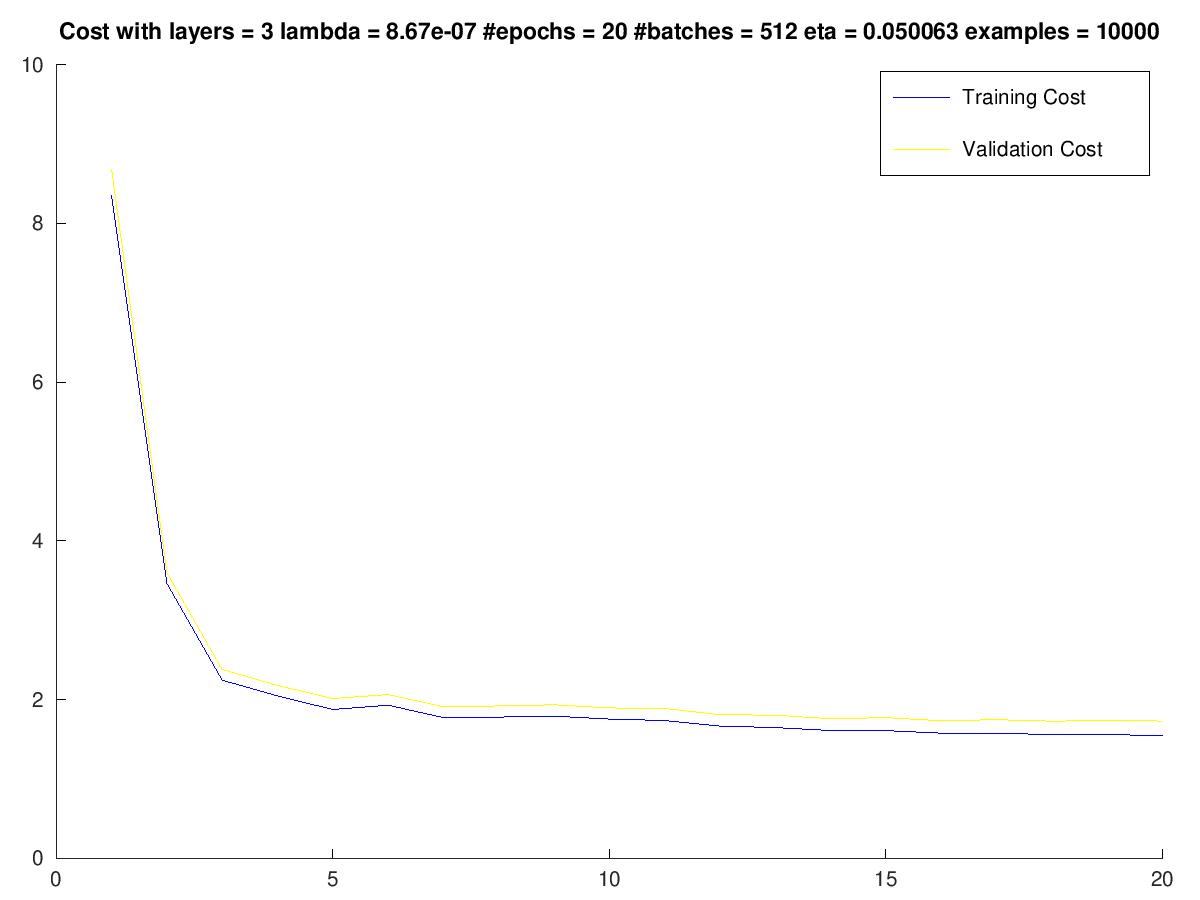 Cost with layers = 3 lambda = 8.67e-07 #epochs = 20 #batches = 512 eta = 0.050063 examples = 10000
10
Training Cost
Validation Cost
8
6
4
2
0
0 5 10 15 20